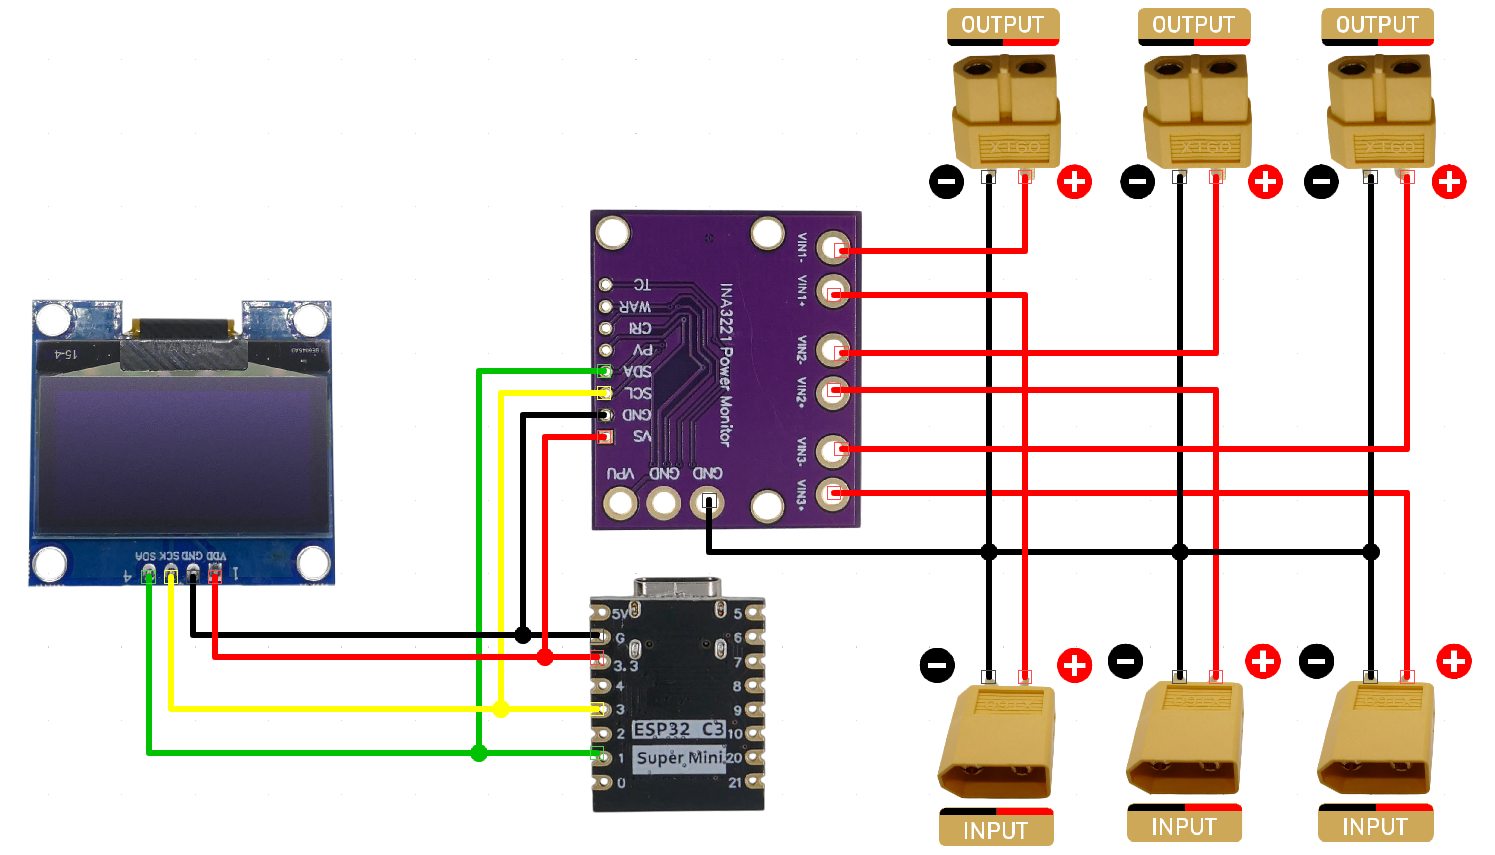 OUTPUT
OUTPUT
OUTPUT
XT60
XT60
XT60
VIN1-
VIN1+
VIN2-
VIN2+
VIN3-
VIN3+
INA3221 Power Monitor
TC
WAR
CRI
PV
SDA
SCL
GND
VS
VPU
GND
GND
15-4
4
SDA
SCK
GND
VDD
1
5V
G
3.3
4
3
2
1
0
5
6
7
8
9
10
20
21
ESP32 C3
Super Mini
XT60
XT60
XT60
INPUT
INPUT
INPUT